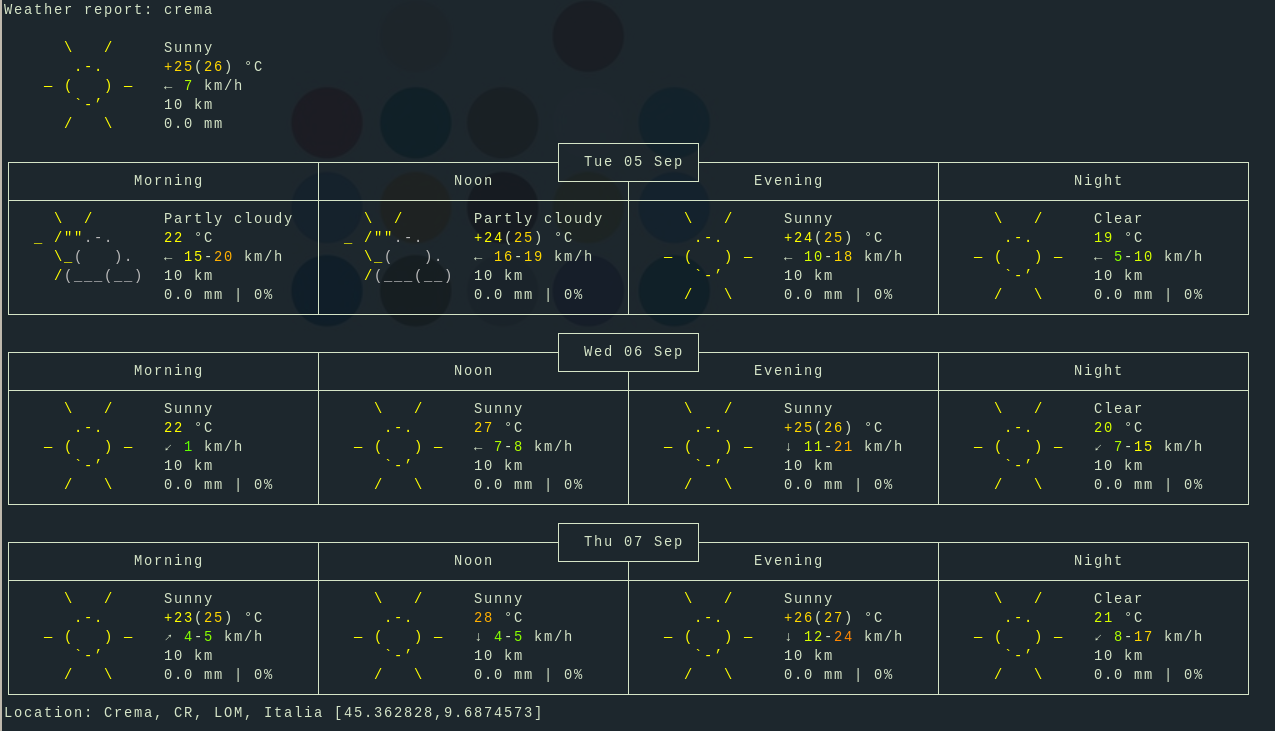 Weather report: crema
Sunny
+25(26) °C
← 7 km/h
10 km
0.0 mm
Tue 05 Sep
Morning Noon Evening Night
Partly cloudy Partly cloudy Sunny Clear
22 °C +24(25) °C +24(25) °C 19 °C
← 15-20 km/h ← 16-19 km/h ← 10-18 km/h ← 5-10 km/h
10 km 10 km 10 km 10 km
0.0 mm | 0% 0.0 mm | 0% 0.0 mm | 0% 0.0 mm | 0%
Wed 06 Sep
Morning Noon Evening Night
Sunny Sunny Sunny Clear
22 °C 27 °C +25(26) °C 20 °C
↙ 1 km/h ← 7-8 km/h ↓ 11-21 km/h ↙ 7-15 km/h
10 km 10 km 10 km 10 km
0.0 mm | 0% 0.0 mm | 0% 0.0 mm | 0% 0.0 mm | 0%
Thu 07 Sep
Morning Noon Evening Night
Sunny Sunny Sunny Clear
+23(25) °C 28 °C +26(27) °C 21 °C
↗ 4-5 km/h ↓ 4-5 km/h ↓ 12-24 km/h ↙ 8-17 km/h
10 km 10 km 10 km 10 km
0.0 mm | 0% 0.0 mm | 0% 0.0 mm | 0% 0.0 mm | 0%
Location: Crema, CR, LOM, Italia [45.362828,9.6874573]